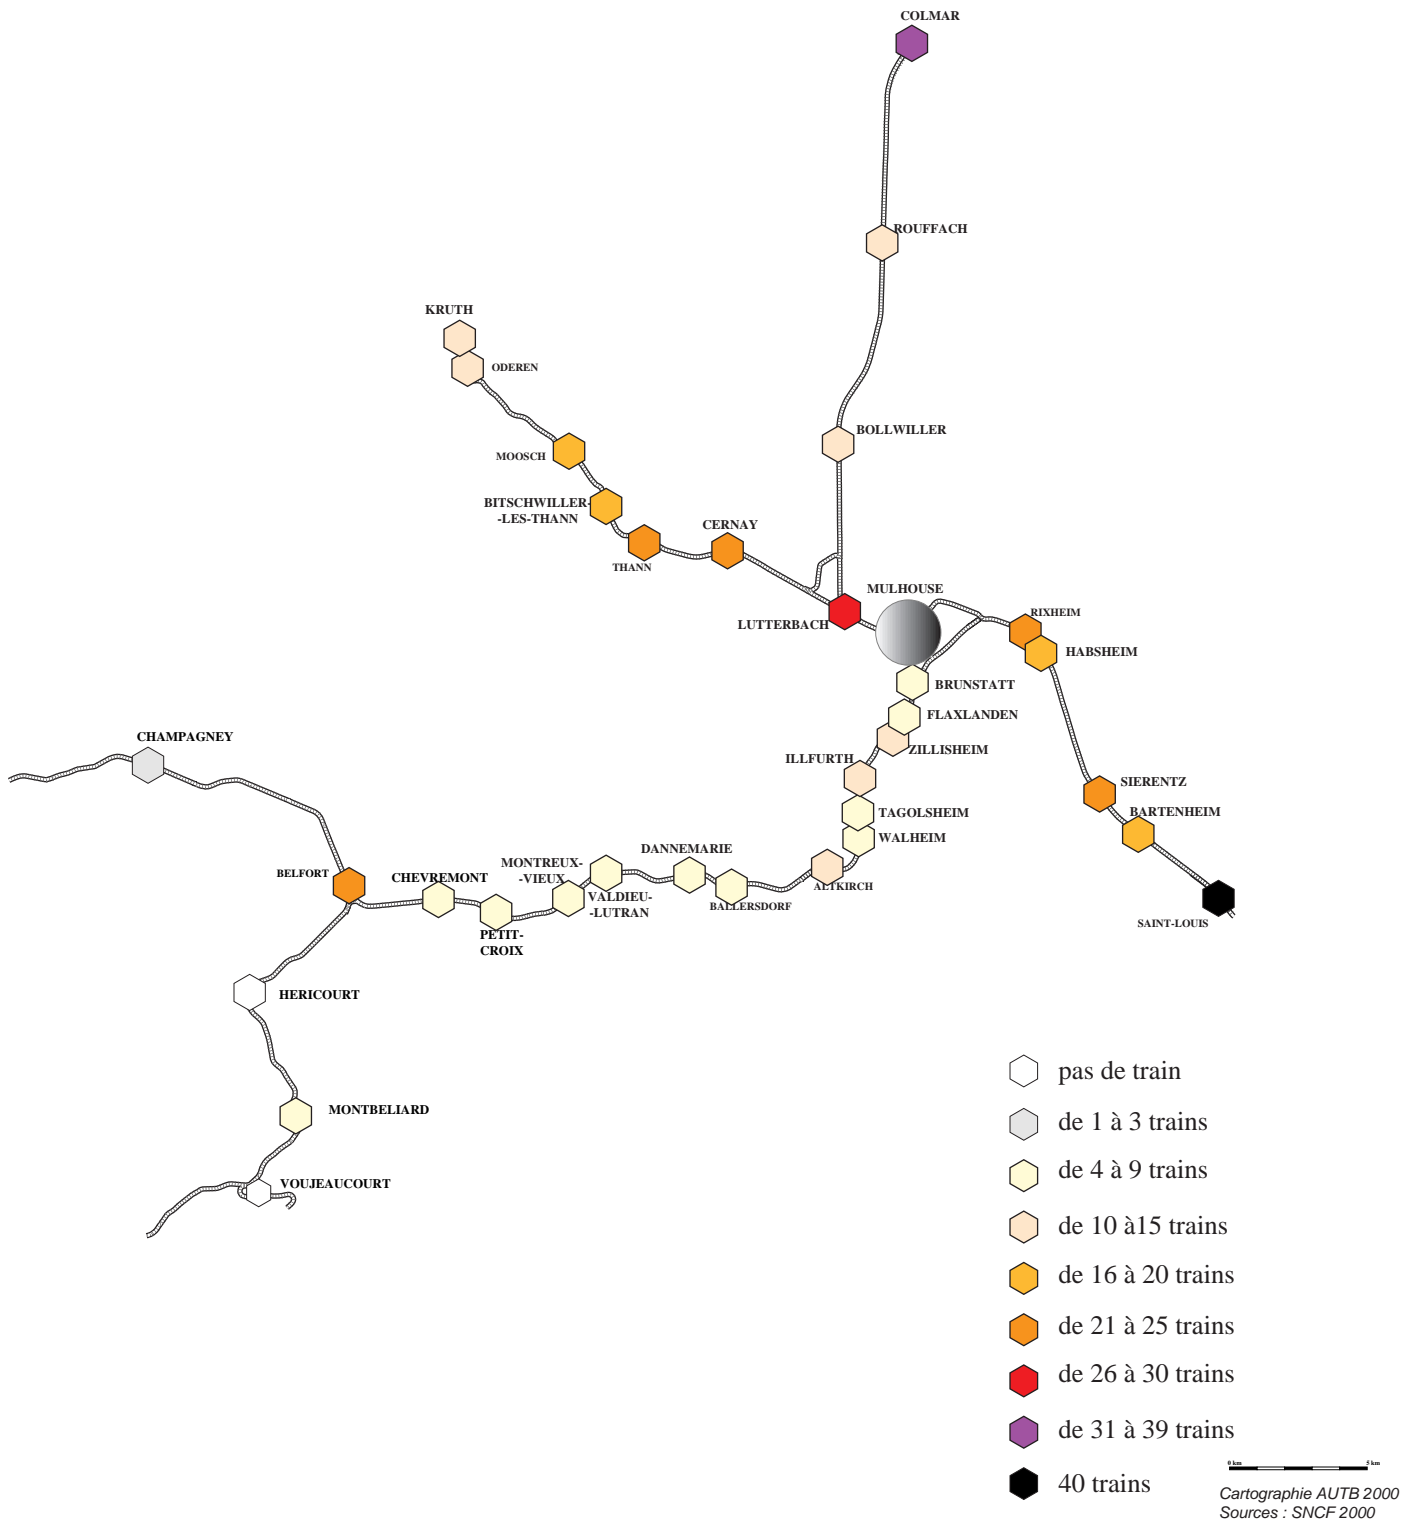 COLMAR
ROUFFACH
KRUTH
ODEREN
BOLLWILLER
MOOSCH
BITSCHWILLER-
-LES-THANN
CERNAY
THANN
MULHOUSE
LUTTERBACH
RIXHEIM
HABSHEIM
BRUNSTATT
FLAXLANDEN
ZILLISHEIM
CHAMPAGNEY
ILLFURTH
SIERENTZ
TAGOLSHEIM
BARTENHEIM
WALHEIM
DANNEMARIE
MONTREUX-
-VIEUX
BELFORT
CHEVREMONT
ALTKIRCH
VALDIEU-
-LUTRAN
BALLERSDORF
SAINT-LOUIS
PETIT-
CROIX
HERICOURT
MONTBELIARD
VOUJEAUCOURT
pas de train
de 1 à 3 trains
de 4 à 9 trains
de 10 à15 trains
de 16 à 20 trains
de 21 à 25 trains
de 26 à 30 trains
de 31 à 39 trains
40 trains
0 km 5 km
Cartographie AUTB 2000
Sources : SNCF 2000